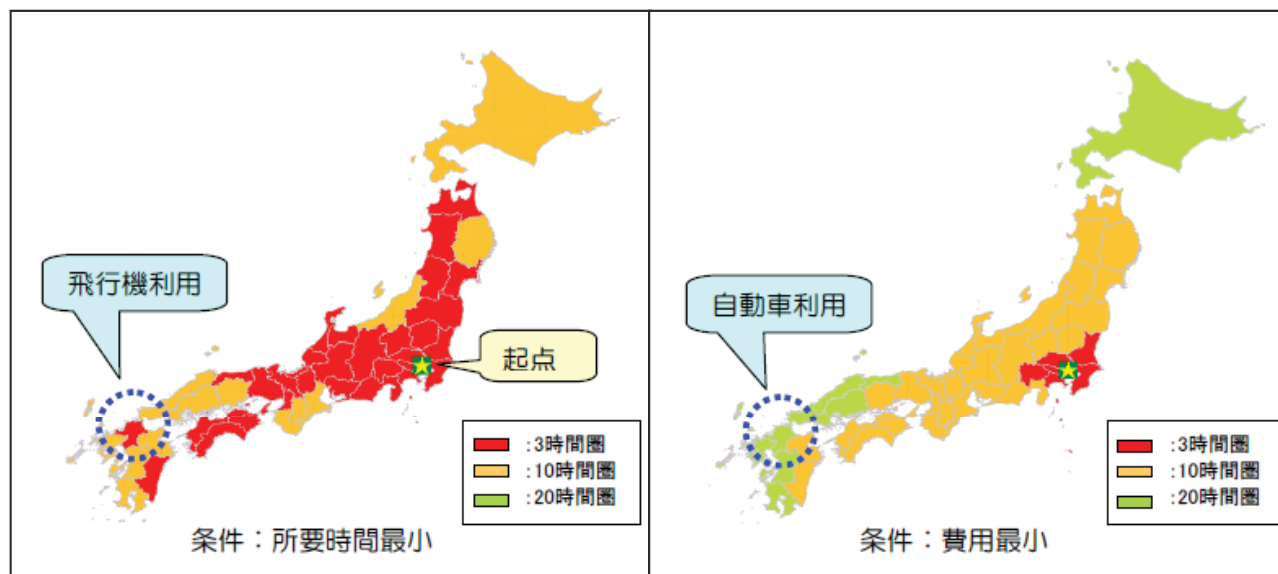 飛行機利用
起点
:3時間圏
:10時間圏
:20時間圏
条件：所要時間最小
自動車利用
:3時間圏
:10時間圏
:20時間圏
条件：費用最小